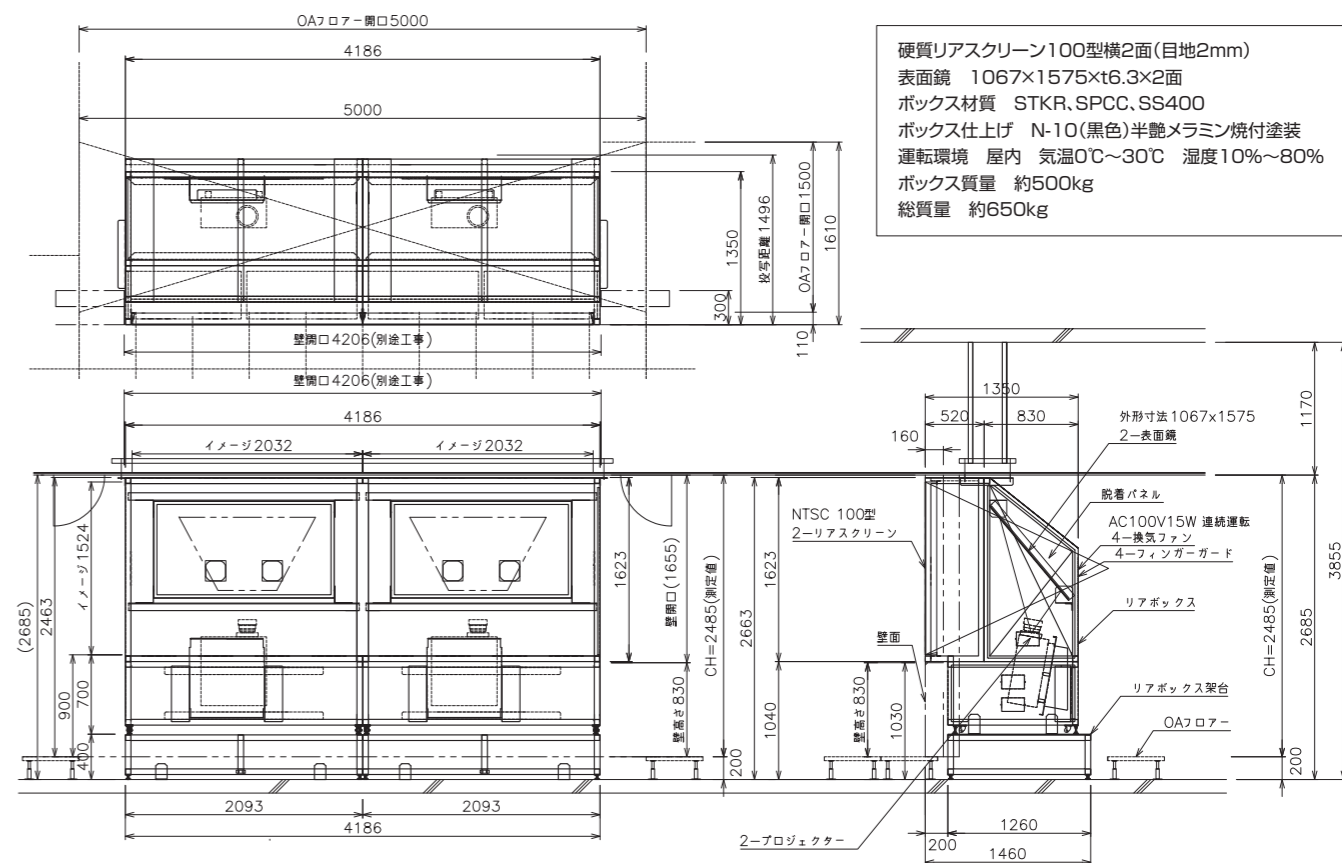 OAフロアー開口5000
4186
5000
硬質リアスクリーン100型横2面(目地2mm)
表面鏡　1067×1575×t6.3×2面
ボックス材質　STKR、SPCC、SS400
ボックス仕上げ　N-10(黒色)半艶メラミン焼付塗装
運転環境　屋内　気温0℃〜30℃　湿度10%〜80%
ボックス質量　約500kg
総質量　約650kg
300
1350
投写距離1496
OAフロアー開口1500
110
1610
壁開口4206(別途工事)
壁開口4206(別途工事)
4186
イメージ2032
イメージ2032
(2685)
2463
900
イメージ1524
700
400
1623
壁開口(1655)
壁高さ830
CH=2485(測定値)
200
2093
2093
4186
1350
520
830
160
外形寸法1067x1575
2ー表面鏡
脱着パネル
AC100V15W 連続運転
4ー換気ファン
4ーフィンガーガード
NTSC 100型
2ーリアスクリーン
リアボックス
壁面
リアボックス架台
OAフロアー
2663
1623
1040
壁高さ830
1030
2ープロジェクター
200
1260
1460
CH=2485(測定値)
200
1170
2685
3855